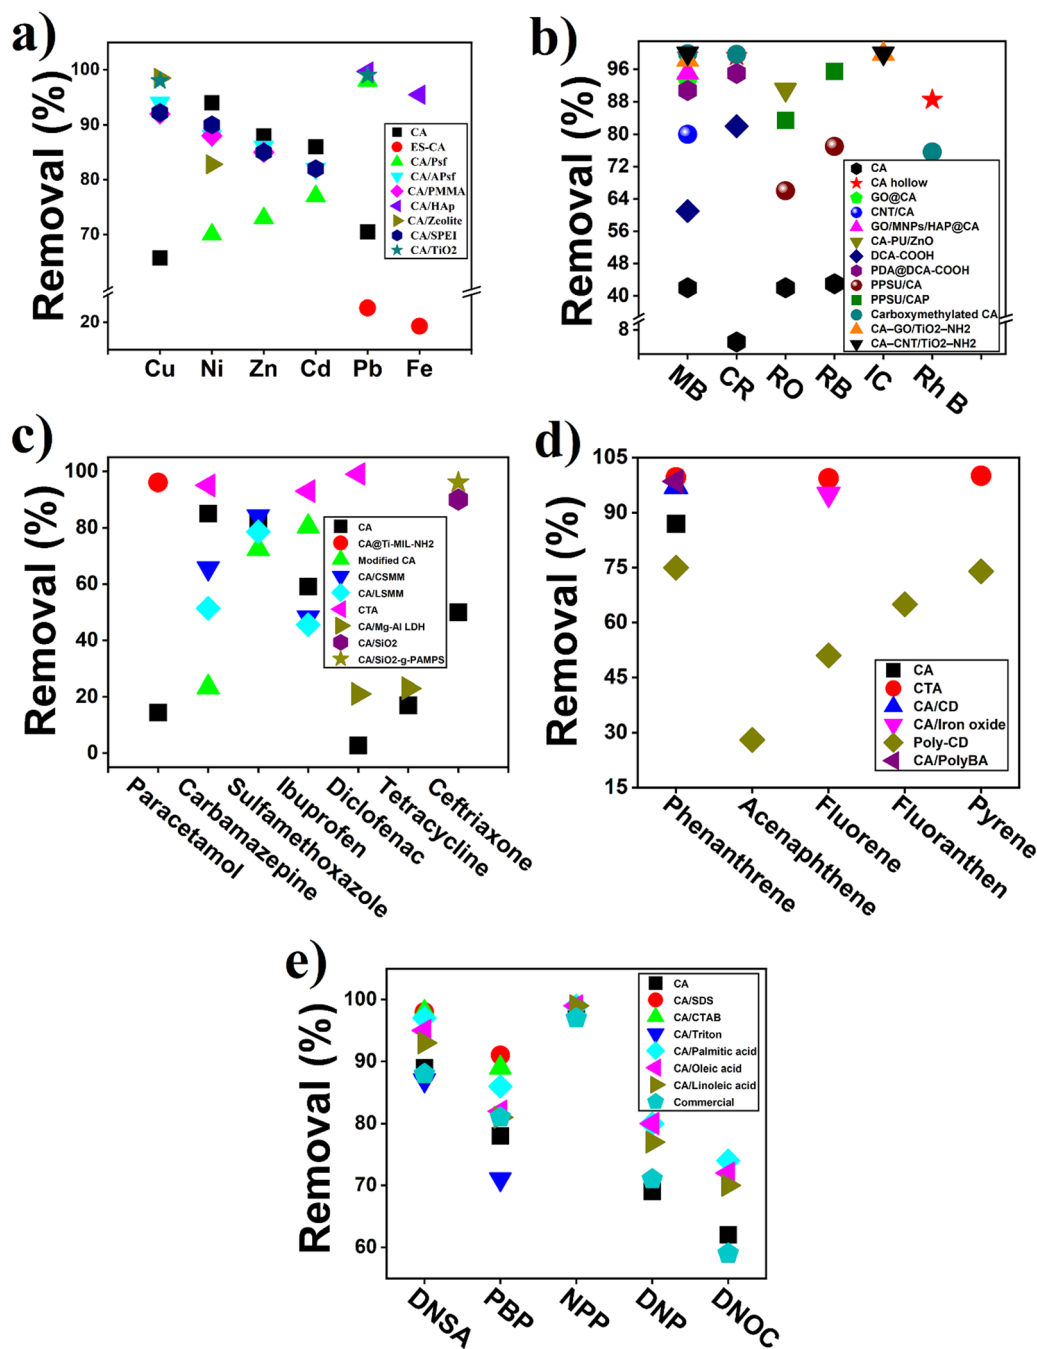 a)
Removal (%)
100
90
80
70
20
Cu Ni Zn Cd Pb Fe
CA
ES-CA
CA/Psf
CA/APsf
CA/PMMA
CA/HAp
CA/Zeolite
CA/SPEI
CA/TiO2
b)
Removal (%)
96
88
80
72
64
56
48
40
8
MB CR RO RB IC Rh B
CA
CA hollow
GO@CA
CNT/CA
GO/MNPs/HAP@CA
CA-PU/ZnO
DCA-COOH
PDA@DCA-COOH
PPSU/CA
PPSU/CAP
Carboxymethylated CA
CA–GO/TiO2–NH2
CA–CNT/TiO2–NH2
c)
Removal (%)
100
80
60
40
20
0
Paracetamol
Carbamazepine
Sulfamethoxazole
Ibuprofen
Diclofenac
Tetracycline
Ceftriaxone
CA
CA@Ti-MIL-NH2
Modified CA
CA/CSMM
CA/LSMM
CTA
CA/Mg-Al LDH
CA/SiO2
CA/SiO2-g-PAMPS
d)
Removal (%)
105
90
75
60
45
30
15
Phenanthrene
Acenaphthene
Fluorene
Fluoranthen
Pyrene
CA
CTA
CA/CD
CA/Iron oxide
Poly-CD
CA/PolyBA
e)
Removal (%)
100
90
80
70
60
DNSA PBP NPP DNP DNOC
CA
CA/SDS
CA/CTAB
CA/Triton
CA/Palmitic acid
CA/Oleic acid
CA/Linoleic acid
Commercial